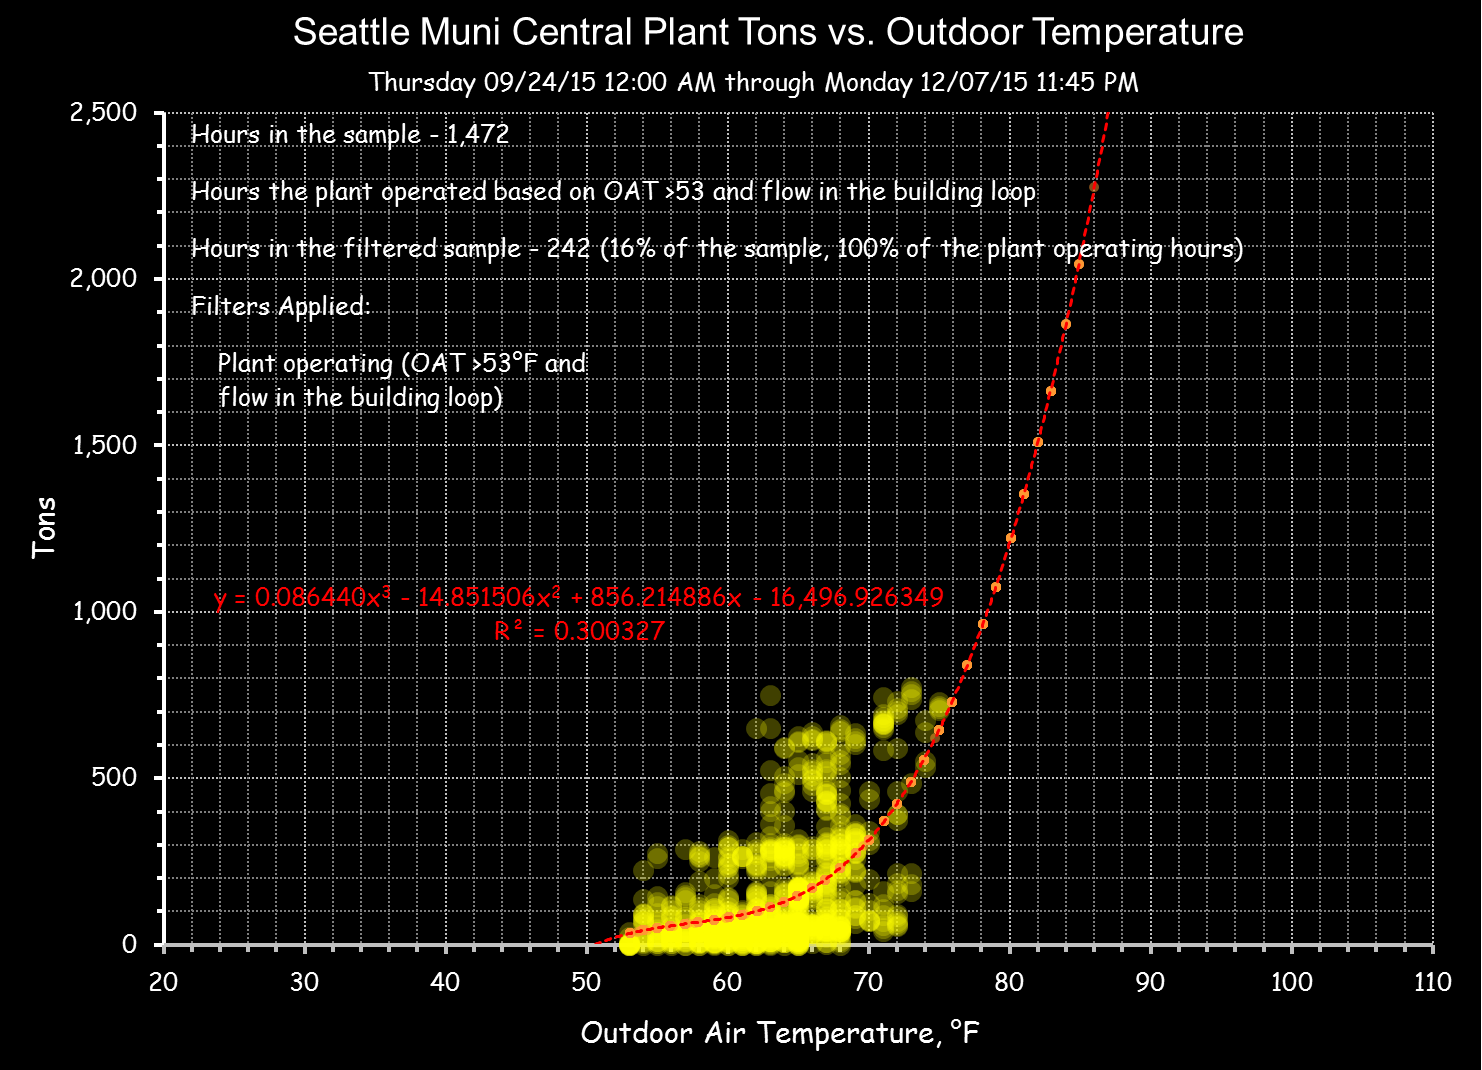 Seattle Muni Central Plant Tons vs. Outdoor Temperature
Thursday 09/24/15 12:00 AM through Monday 12/07/15 11:45 PM
2,500
Hours in the sample - 1,472
Hours the plant operated based on OAT >53 and flow in the building loop
Hours in the filtered sample - 242 (16% of the sample, 100% of the plant operating hours)
2,000
Filters Applied:
Plant operating (OAT >53°F and
flow in the building loop)
1,500
Tons
y = 0.086440x³ - 14.851506x² + 856.214886x - 16,496.926349
1,000
R² = 0.300327
500
0
20 30 40 50 60 70 80 90 100 110
Outdoor Air Temperature, °F